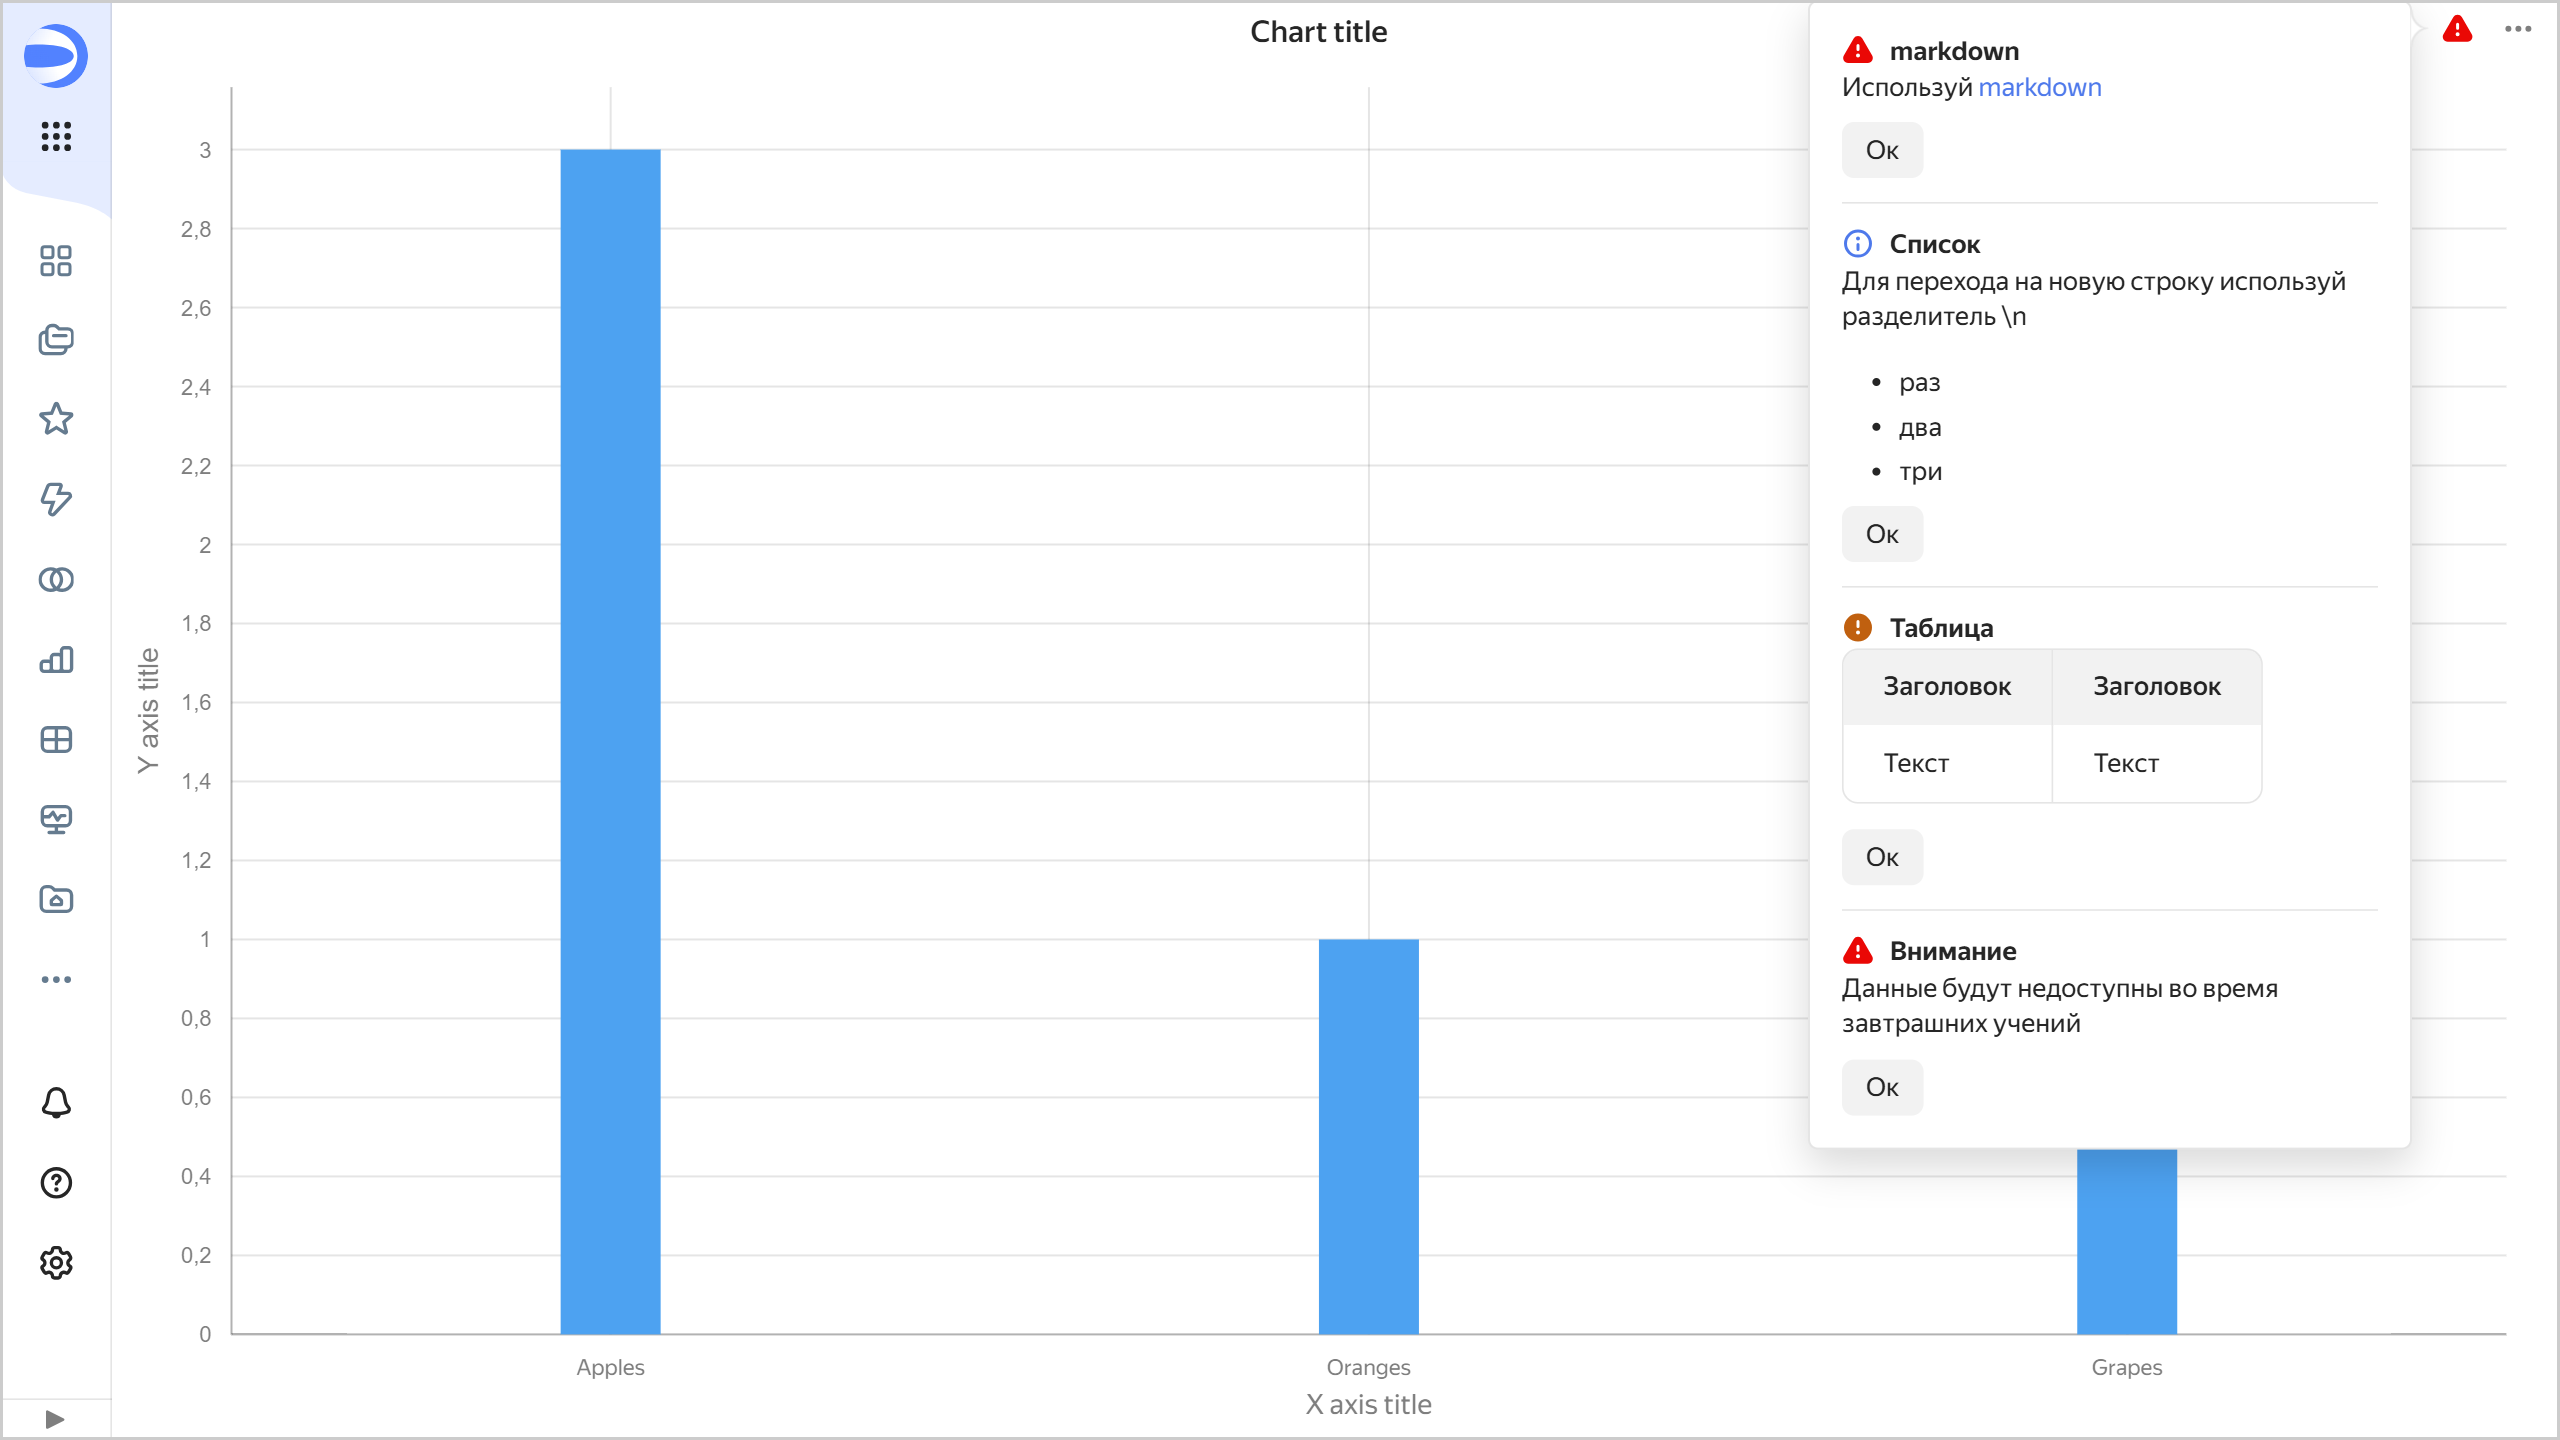 Chart title
3
2,8
2,6
2,4
2,2
2
1,8
1,6
1,4
1,2
1
0,8
0,6
0,4
0,2
0
Y axis title
Apples
Oranges
Grapes
X axis title
markdown
Используй markdown
Ок
Список
Для перехода на новую строку используй
разделитель \n
• раз
• два
• три
Ок
Таблица
Заголовок Заголовок
Текст Текст
Ок
Внимание
Данные будут недоступны во время
завтрашних учений
Ок